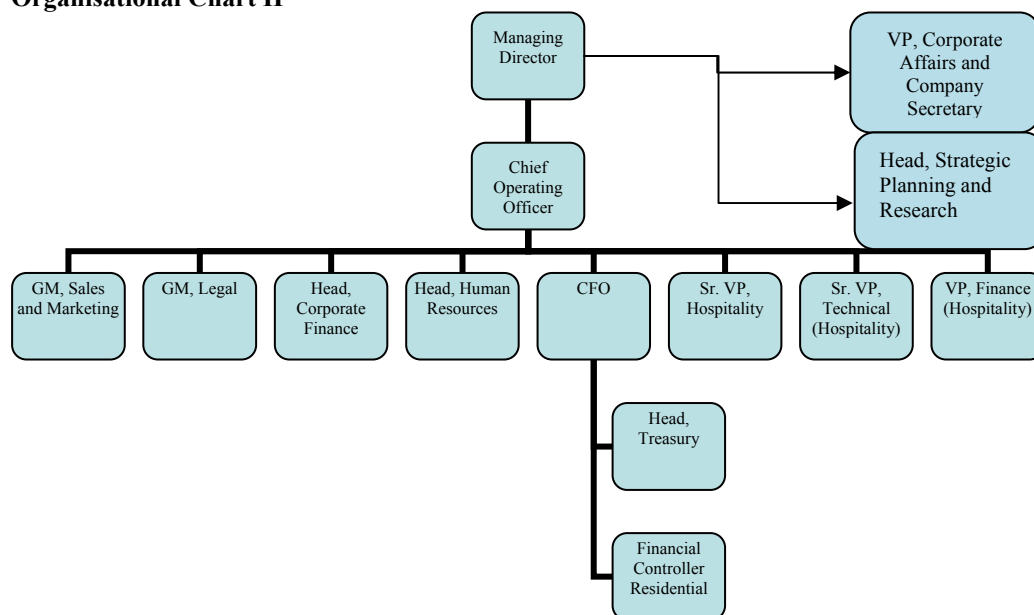 Organisational Chart II
Managing
Director
VP, Corporate
Affairs and
Company
Secretary
Chief
Operating
Officer
Head, Strategic
Planning and
Research
GM, Sales
and Marketing
GM, Legal
Head,
Corporate
Finance
Head, Human
Resources
CFO
Sr. VP,
Hospitality
Sr. VP,
Technical
(Hospitality)
VP, Finance
(Hospitality)
Head,
Treasury
Financial
Controller
Residential